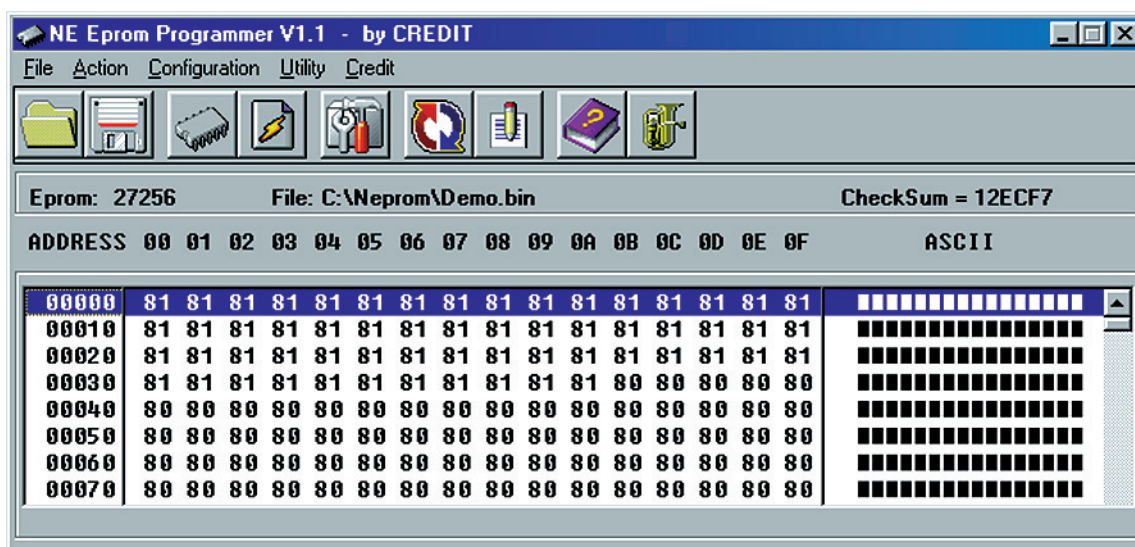 NE Eprom Programmer V1.1 - by CREDIT
File Action Configuration Utility Credit
Eprom: 27256 File: C:\Neprom\Demo.bin CheckSum = 12ECF7
ADDRESS 00 01 02 03 04 05 06 07 08 09 0A 0B 0C 0D 0E 0F ASCII
00000 81 81 81 81 81 81 81 81 81 81 81 81 81 81 81 81
00010 81 81 81 81 81 81 81 81 81 81 81 81 81 81 81 81
00020 81 81 81 81 81 81 81 81 81 81 81 81 81 81 81 81
00030 81 81 81 81 81 81 81 81 81 81 81 80 80 80 80 80
00040 80 80 80 80 80 80 80 80 80 80 80 80 80 80 80 80
00050 80 80 80 80 80 80 80 80 80 80 80 80 80 80 80 80
00060 80 80 80 80 80 80 80 80 80 80 80 80 80 80 80 80
00070 80 80 80 80 80 80 80 80 80 80 80 80 80 80 80 80